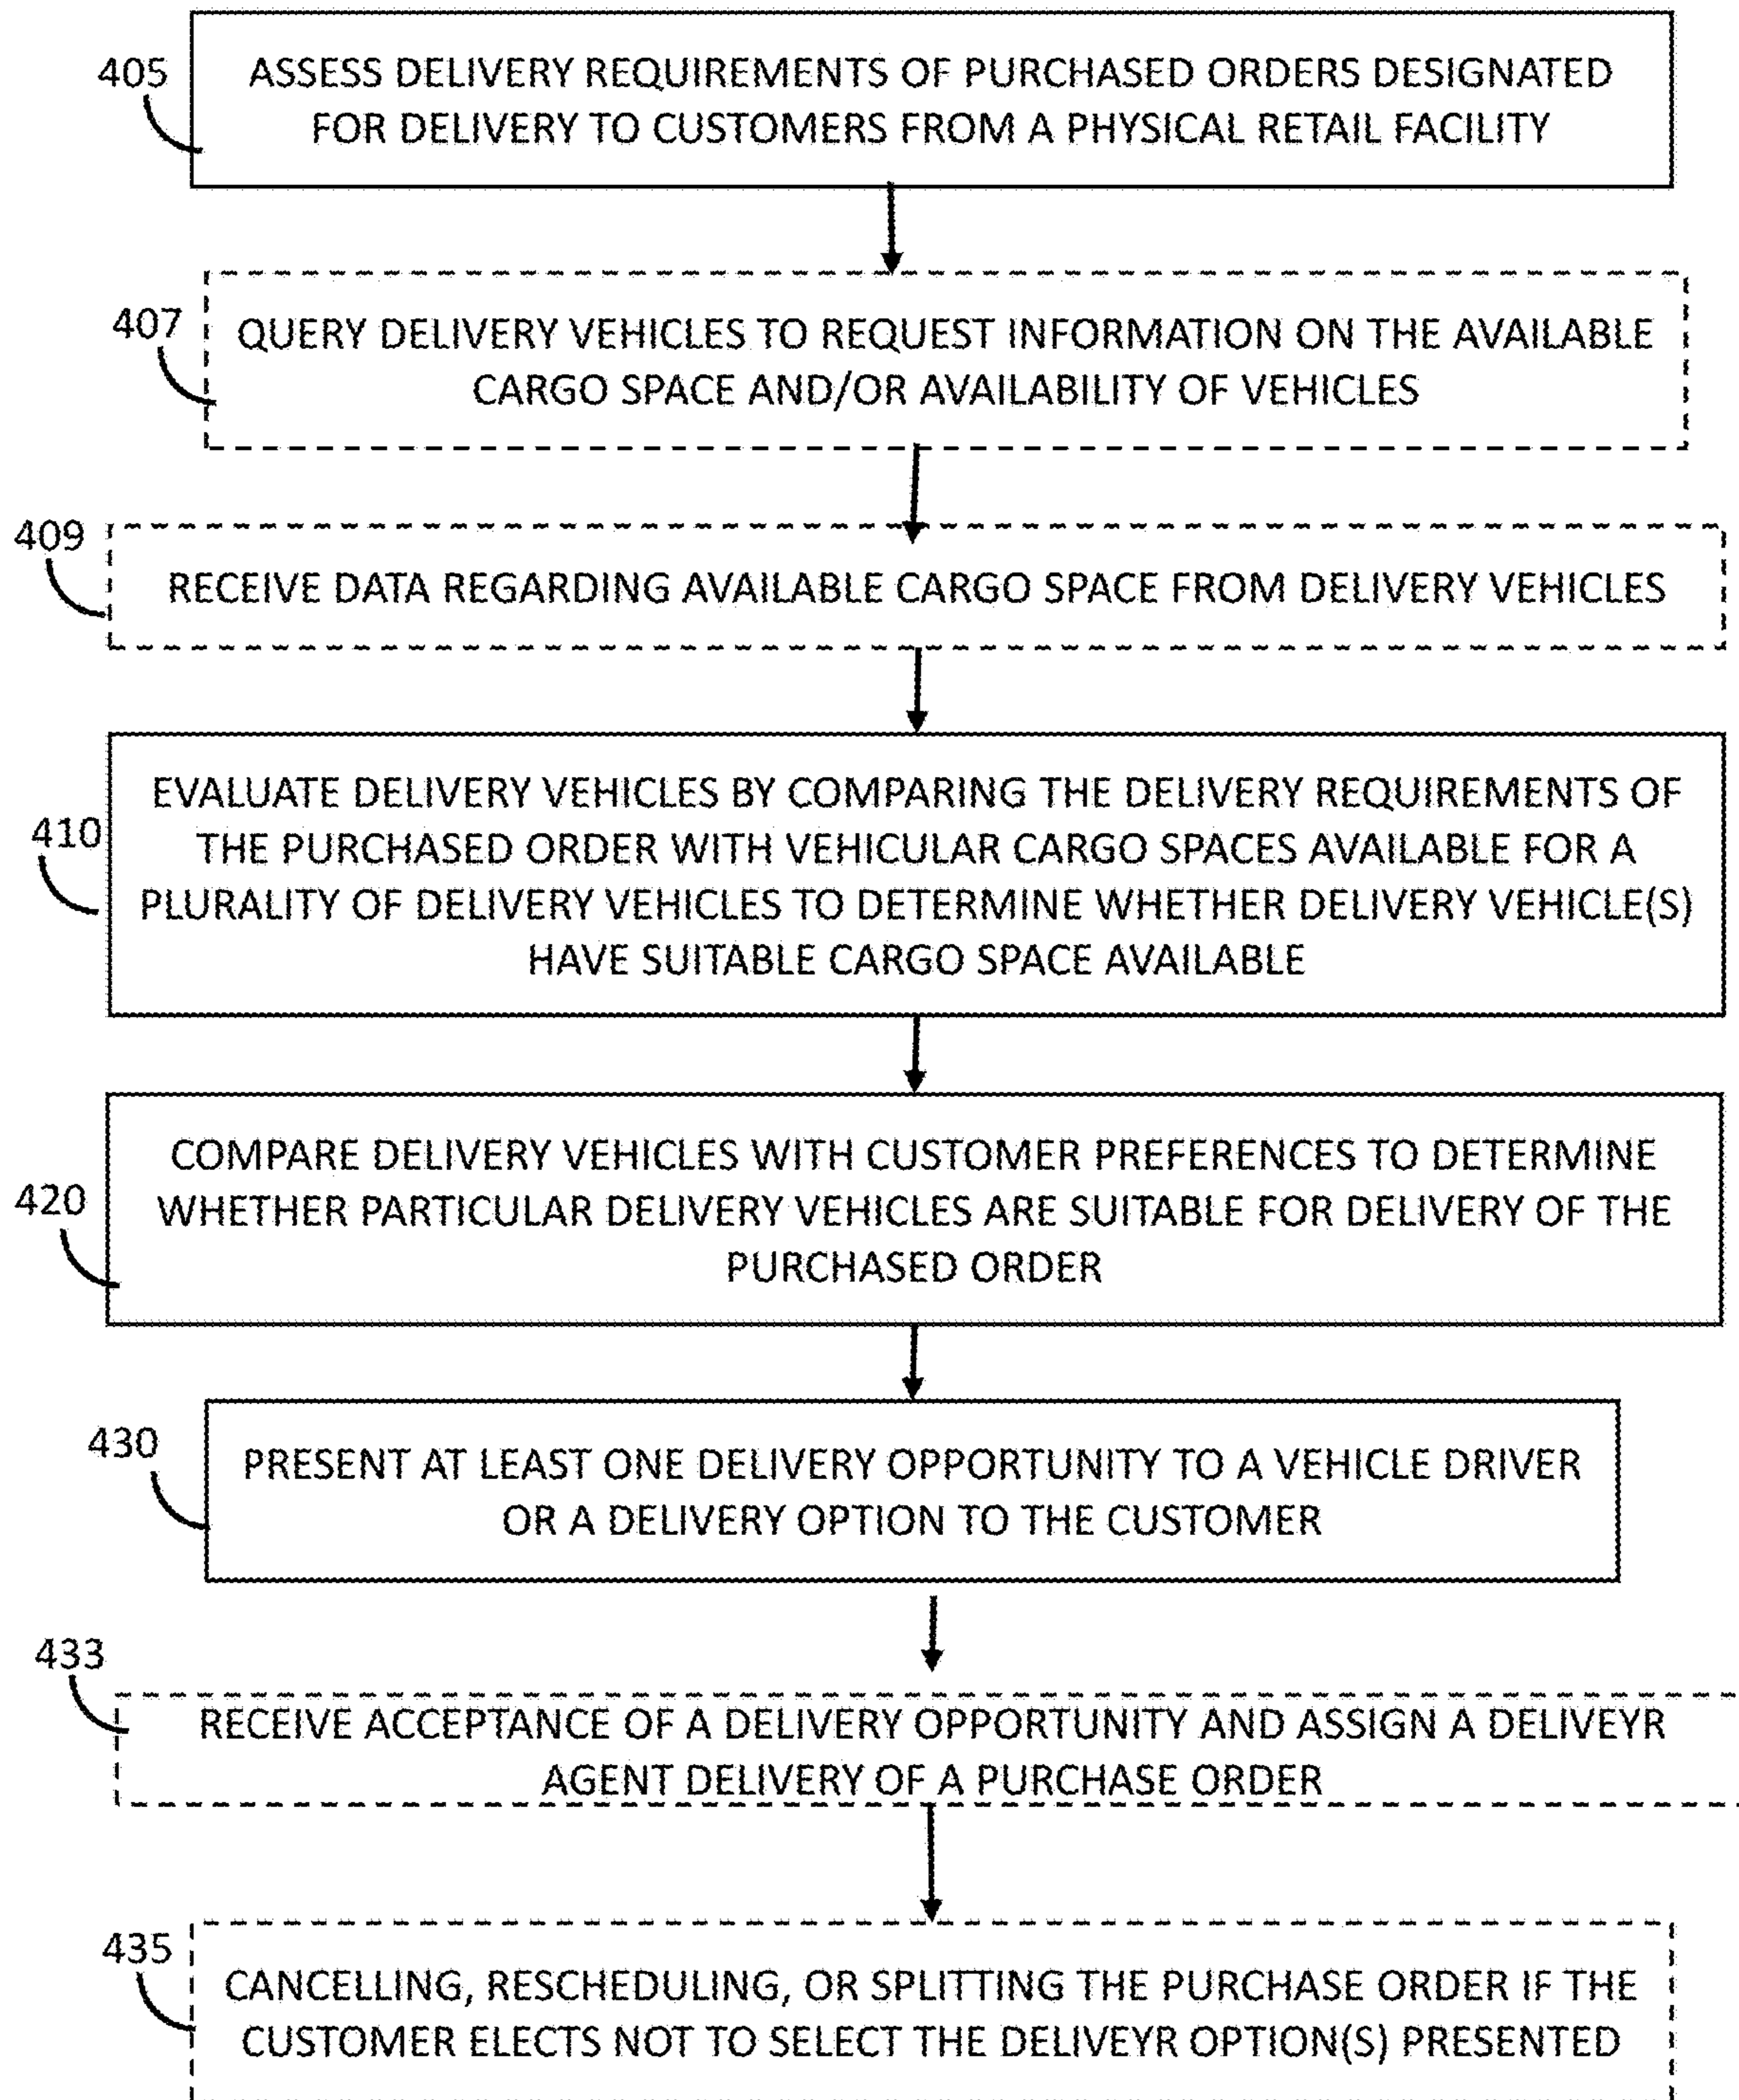 405
ASSESS DELIVERY REQUIREMENTS OF PURCHASED ORDERS DESIGNATED
FOR DELIVERY TO CUSTOMERS FROM A PHYSICAL RETAIL FACILITY
407
QUERY DELIVERY VEHICLES TO REQUEST INFORMATION ON THE AVAILABLE
CARGO SPACE AND/OR AVAILABILITY OF VEHICLES
409
RECEIVE DATA REGARDING AVAILABLE CARGO SPACE FROM DELIVERY VEHICLES
410
EVALUATE DELIVERY VEHICLES BY COMPARING THE DELIVERY REQUIREMENTS OF
THE PURCHASED ORDER WITH VEHICULAR CARGO SPACES AVAILABLE FOR A
PLURALITY OF DELIVERY VEHICLES TO DETERMINE WHETHER DELIVERY VEHICLE(S)
HAVE SUITABLE CARGO SPACE AVAILABLE
420
COMPARE DELIVERY VEHICLES WITH CUSTOMER PREFERENCES TO DETERMINE
WHETHER PARTICULAR DELIVERY VEHICLES ARE SUITABLE FOR DELIVERY OF THE
PURCHASED ORDER
430
PRESENT AT LEAST ONE DELIVERY OPPORTUNITY TO A VEHICLE DRIVER
OR A DELIVERY OPTION TO THE CUSTOMER
433
RECEIVE ACCEPTANCE OF A DELIVERY OPPORTUNITY AND ASSIGN A DELIVEYR
AGENT DELIVERY OF A PURCHASE ORDER
435
CANCELLING, RESCHEDULING, OR SPLITTING THE PURCHASE ORDER IF THE
CUSTOMER ELECTS NOT TO SELECT THE DELIVEYR OPTION(S) PRESENTED